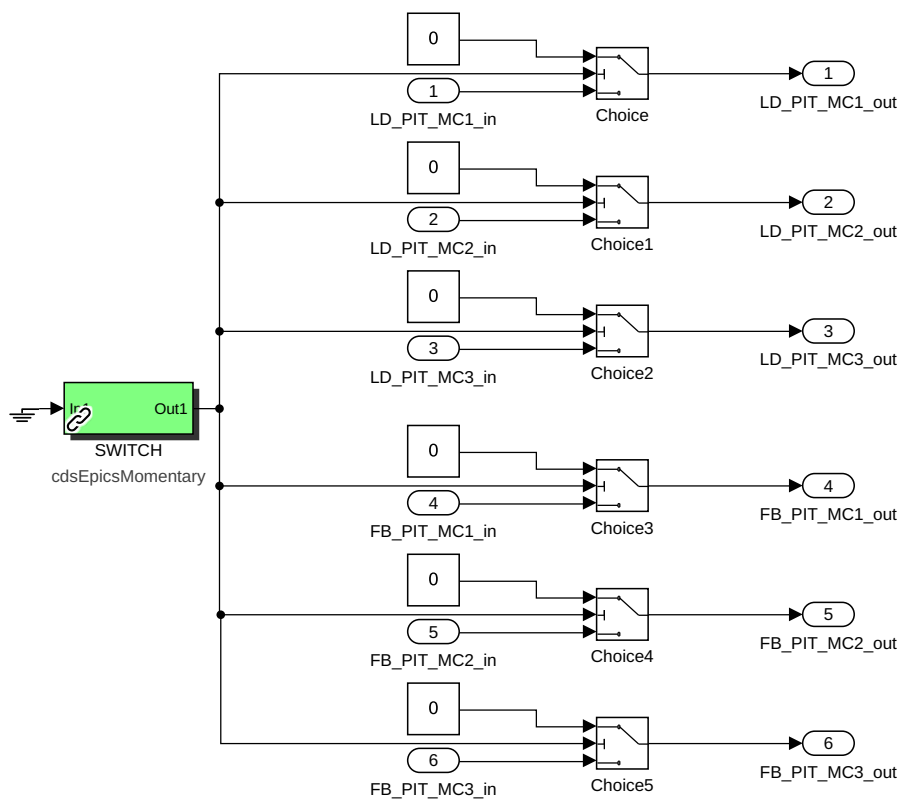 0
1
LD_PIT_MC1_in
Choice
1
LD_PIT_MC1_out
0
2
LD_PIT_MC2_in
Choice1
2
LD_PIT_MC2_out
0
3
LD_PIT_MC3_in
Choice2
3
LD_PIT_MC3_out
In1
Out1
SWITCH
cdsEpicsMomentary
0
4
FB_PIT_MC1_in
Choice3
4
FB_PIT_MC1_out
0
5
FB_PIT_MC2_in
Choice4
5
FB_PIT_MC2_out
0
6
FB_PIT_MC3_in
Choice5
6
FB_PIT_MC3_out